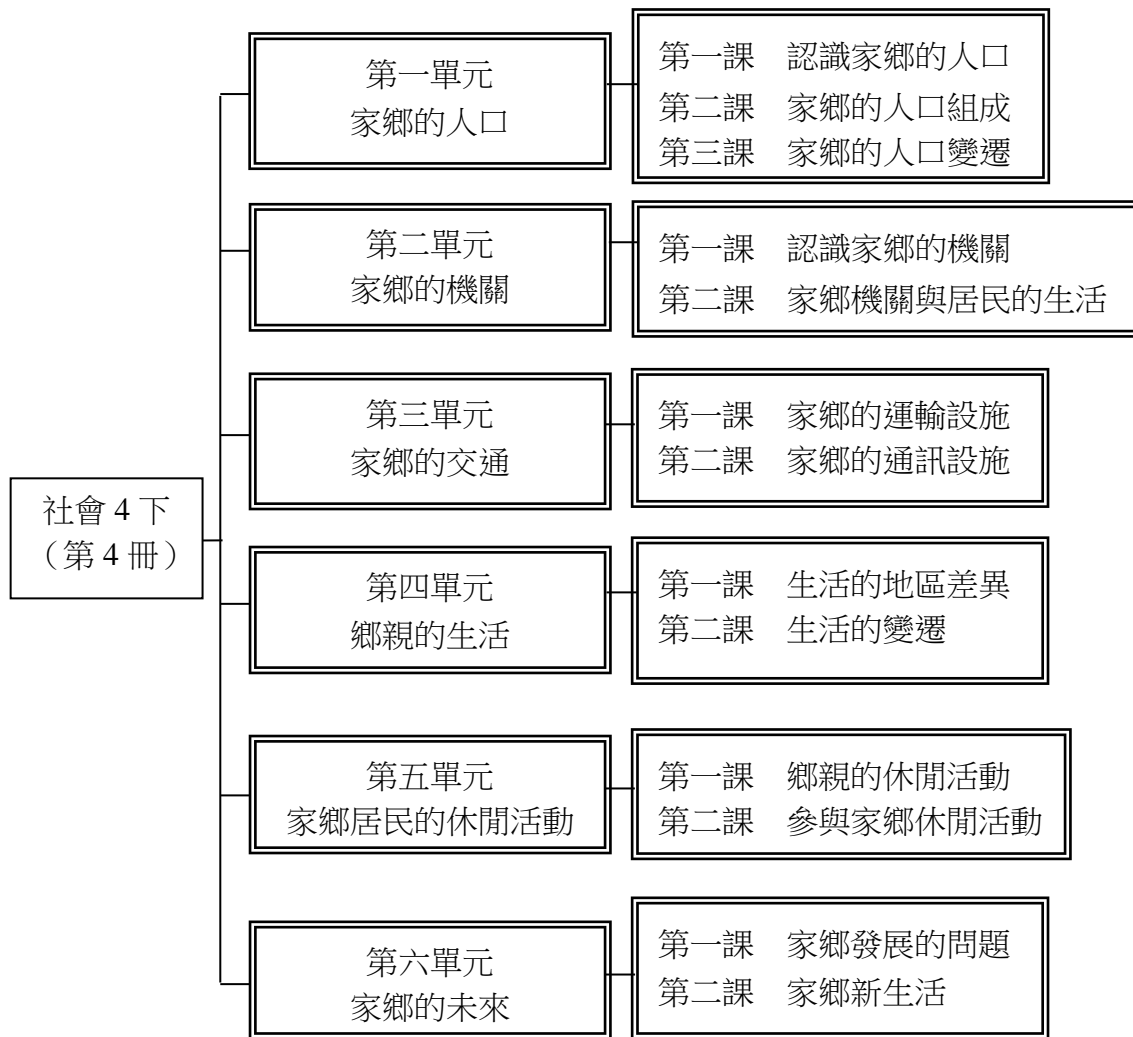 社會 4 下
（第 4 冊）
第一單元
家鄉的人口
第一課　認識家鄉的人口
第二課　家鄉的人口組成
第三課　家鄉的人口變遷
第二單元
家鄉的機關
第一課　認識家鄉的機關
第二課　家鄉機關與居民的生活
第三單元
家鄉的交通
第一課　家鄉的運輸設施
第二課　家鄉的通訊設施
第四單元
鄉親的生活
第一課　生活的地區差異
第二課　生活的變遷
第五單元
家鄉居民的休閒活動
第一課　鄉親的休閒活動
第二課　參與家鄉休閒活動
第六單元
家鄉的未來
第一課　家鄉發展的問題
第二課　家鄉新生活